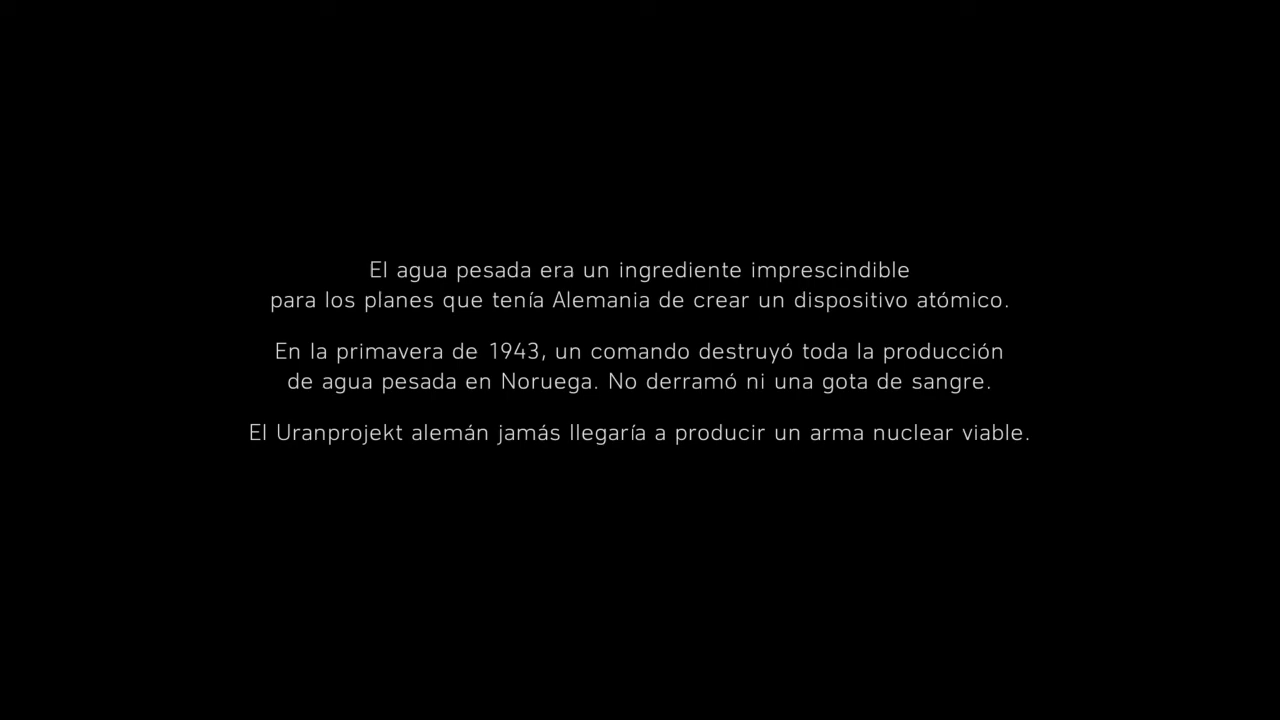 El agua pesada era un ingrediente imprescindible
para los planes que tenía Alemania de crear un dispositivo atómico.
En la primavera de 1943, un comando destruyó toda la producción
de agua pesada en Noruega. No derramó ni una gota de sangre.
El Uranprojekt alemán jamás llegaría a producir un arma nuclear viable.